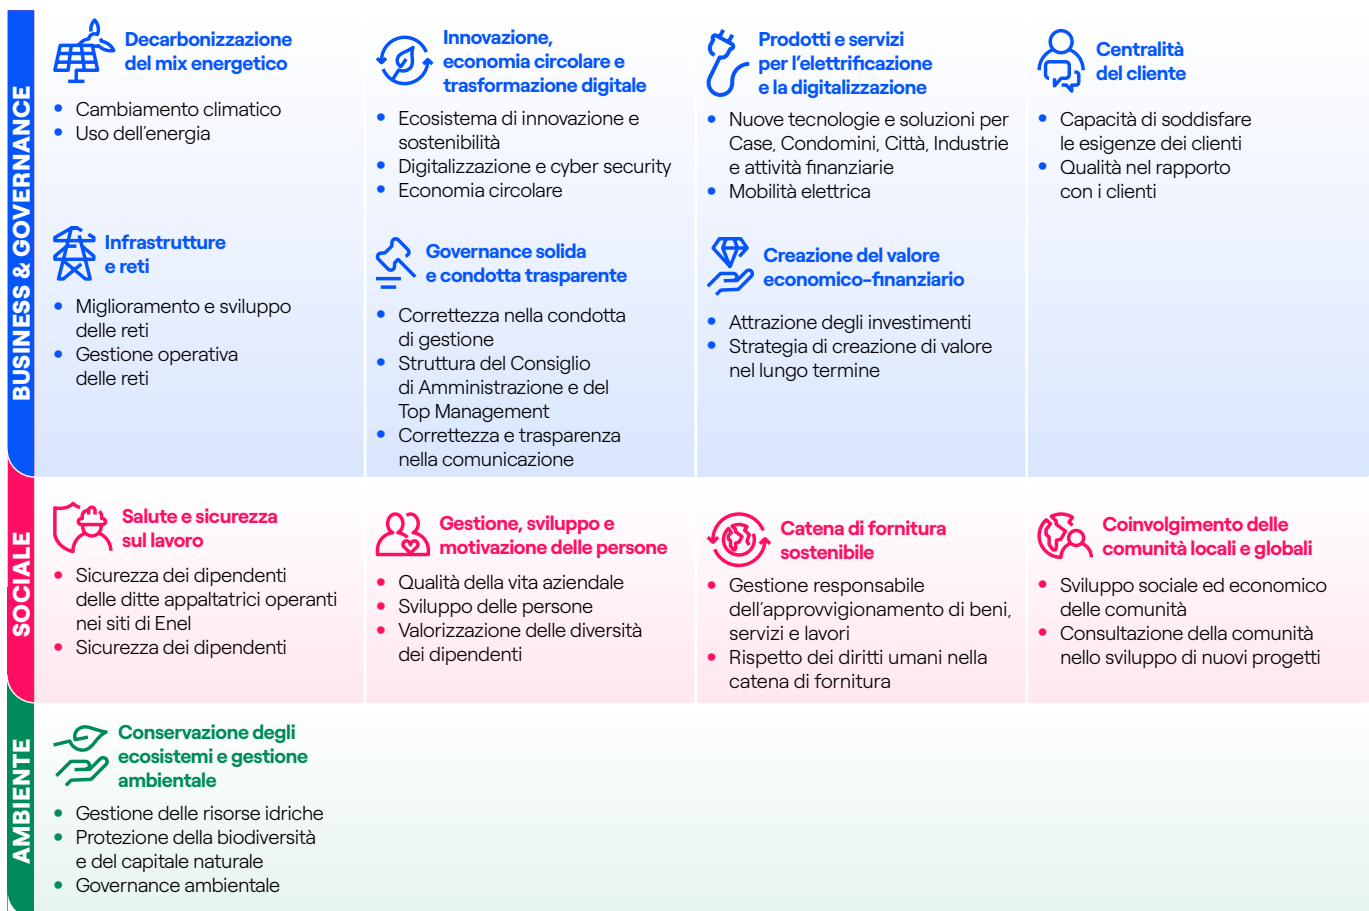 BUSINESS & GOVERNANCE
Decarbonizzazione
del mix energetico
• Cambiamento climatico
• Uso dell'energia
Innovazione,
economia circolare e
trasformazione digitale
• Ecosistema di innovazione e
sostenibilità
• Digitalizzazione e cyber security
• Economia circolare
Prodotti e servizi
per l'elettrificazione
e la digitalizzazione
• Nuove tecnologie e soluzioni per
Case, Condomini, Città, Industrie
e attività finanziarie
• Mobilità elettrica
Centralità
del cliente
• Capacità di soddisfare
le esigenze dei clienti
• Qualità nel rapporto
con i clienti
Infrastrutture
e reti
• Miglioramento e sviluppo
delle reti
• Gestione operativa
delle reti
Governance solida
e condotta trasparente
• Correttezza nella condotta
di gestione
• Struttura del Consiglio
di Amministrazione e del
Top Management
• Correttezza e trasparenza
nella comunicazione
Creazione del valore
economico-finanziario
• Attrazione degli investimenti
• Strategia di creazione di valore
nel lungo termine
SOCIALE
Salute e sicurezza
sul lavoro
• Sicurezza dei dipendenti
delle ditte appaltatrici operanti
nei siti di Enel
• Sicurezza dei dipendenti
Gestione, sviluppo e
motivazione delle persone
• Qualità della vita aziendale
• Sviluppo delle persone
• Valorizzazione delle diversità
dei dipendenti
Catena di fornitura
sostenibile
• Gestione responsabile
dell'approvvigionamento di beni,
servizi e lavori
• Rispetto dei diritti umani nella
catena di fornitura
Coinvolgimento delle
comunità locali e globali
• Sviluppo sociale ed economico
delle comunità
• Consultazione della comunità
nello sviluppo di nuovi progetti
AMBIENTE
Conservazione degli
ecosistemi e gestione
ambientale
• Gestione delle risorse idriche
• Protezione della biodiversità
e del capitale naturale
• Governance ambientale